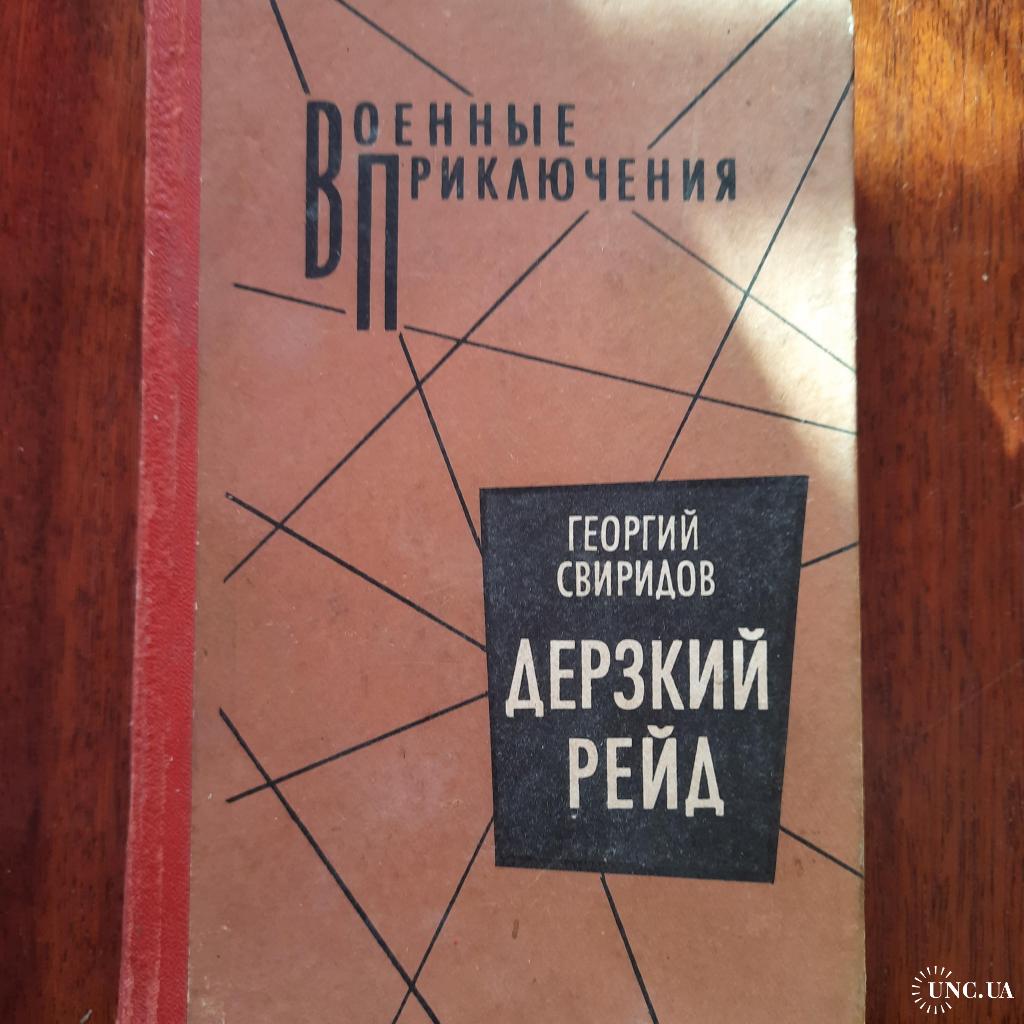 ВОЕННЫЕ
ПРИКЛЮЧЕНИЯ
ГЕОРГИЙ
СВИРИДОВ
ДЕРЗКИЙ
РЕЙД
UNC.UA